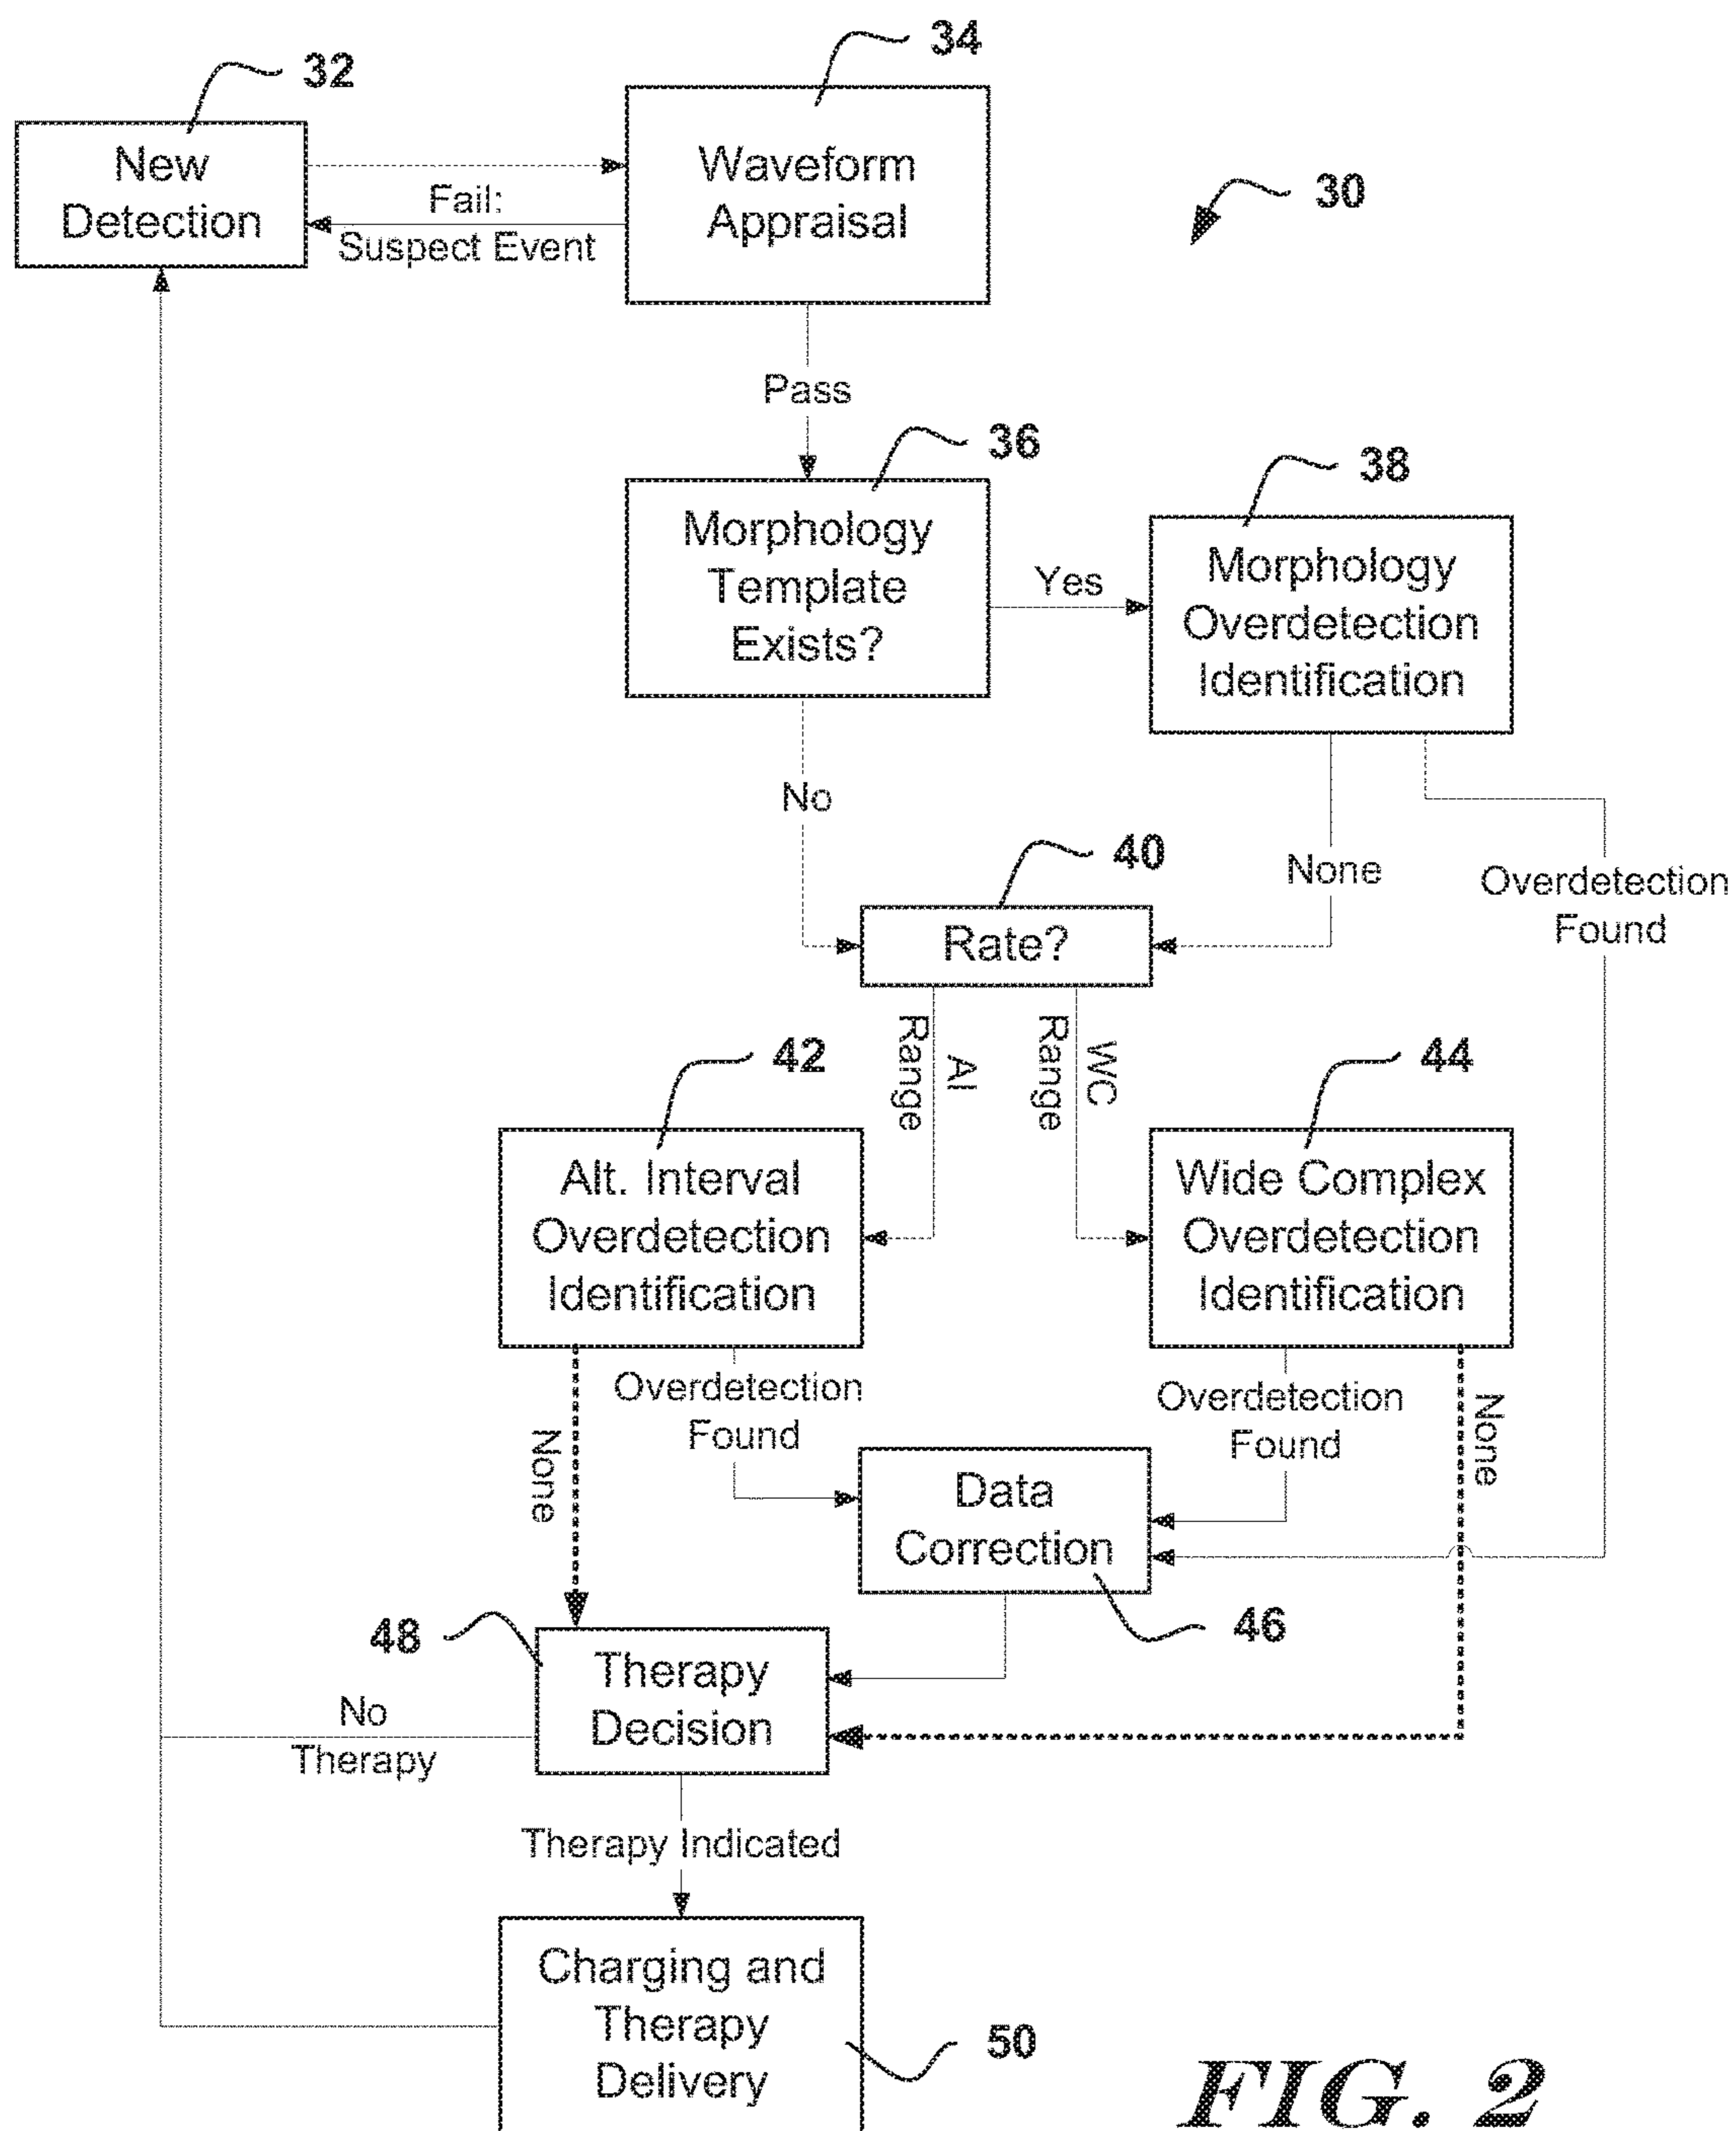 34
32
New
Detection
Fail:
Suspect Event
Waveform
Appraisal
30
Pass
36
Morphology
Template
Exists?
Yes
38
Morphology
Overdetection
Identification
No
None
Overdetection
Found
40
Rate?
AI
Range
WC
Range
42
Alt. Interval
Overdetection
Identification
44
Wide Complex
Overdetection
Identification
None
Overdetection
Found
Overdetection
Found
None
Data
Correction
46
48
Therapy
Decision
No
Therapy
Therapy Indicated
Charging and
Therapy
Delivery
50
FIG. 2